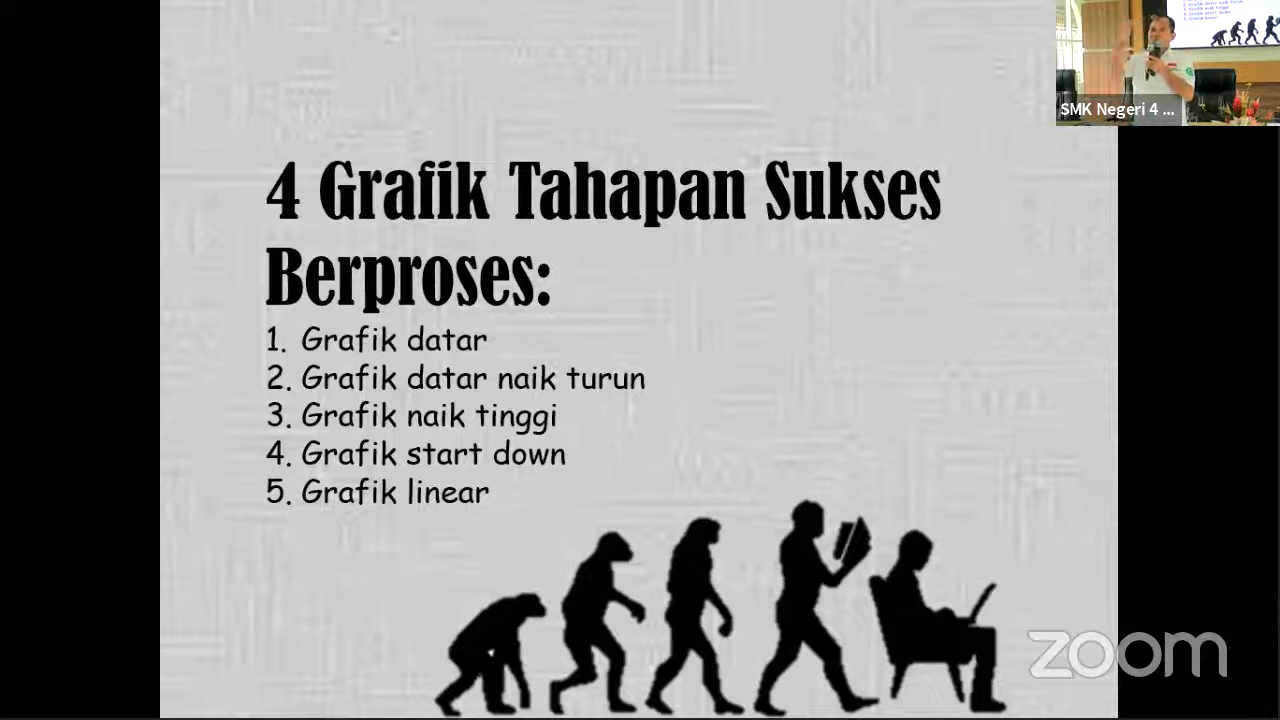 4 Grafik Tahapan Sukses
Berproses:
1. Grafik datar
2. Grafik datar naik turun
3. Grafik naik tinggi
4. Grafik start down
5. Grafik linear
SMK Negeri 4 ...
zoom